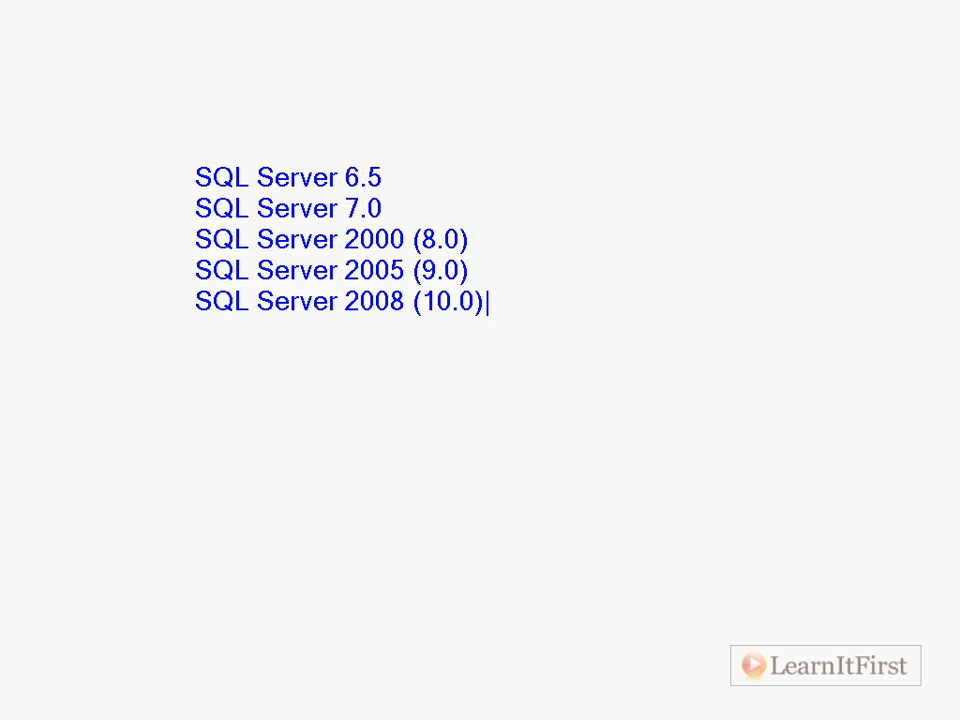 SQL Server 6.5
SQL Server 7.0
SQL Server 2000 (8.0)
SQL Server 2005 (9.0)
SQL Server 2008 (10.0)
LearnItFirst